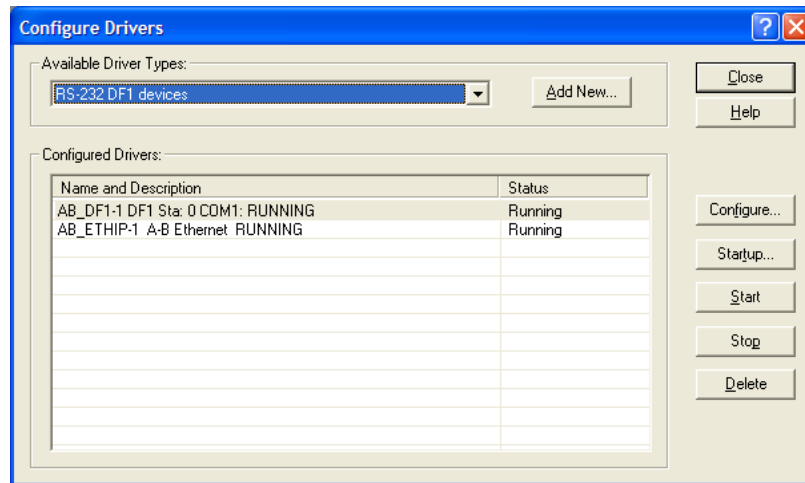 Configure Drivers
Available Driver Types:
RS-232 DF1 devices
Add New...
Close
Help
Configured Drivers:
Name and Description Status
AB_DF1-1 DF1 Sta: 0 COM1: RUNNING Running
AB_ETHIP-1 A-B Ethernet RUNNING Running
Configure...
Startup...
Start
Stop
Delete